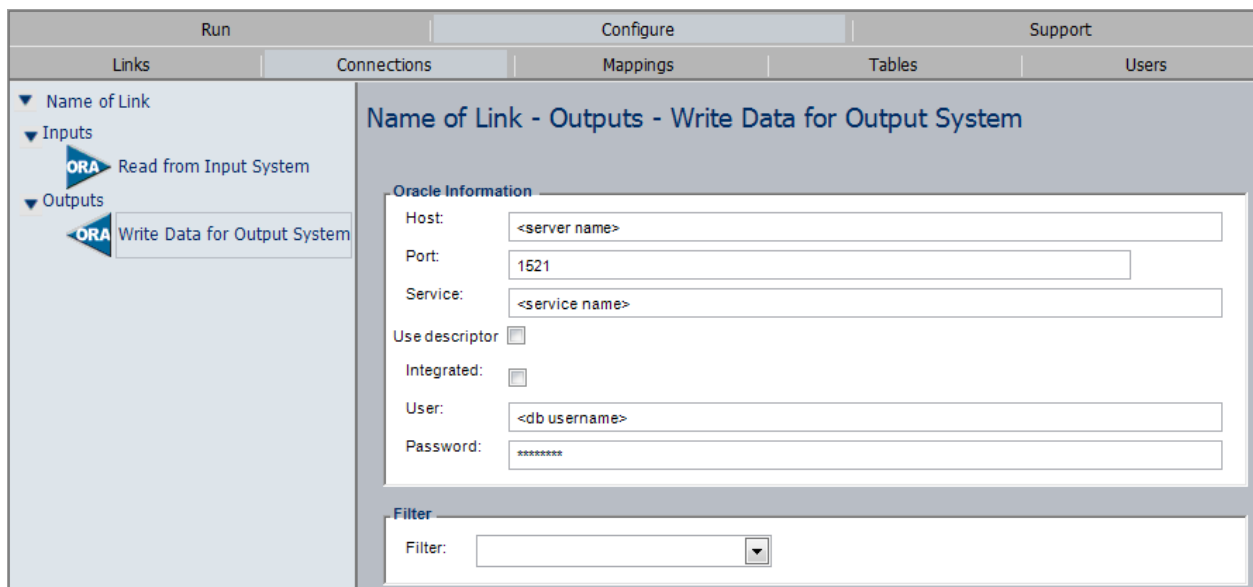 Run Configure Support
Links Connections Mappings Tables Users
Name of Link
Inputs
ORA Read from Input System
Outputs
ORA Write Data for Output System
Name of Link - Outputs - Write Data for Output System
Oracle Information
Host: <server name>
Port: 1521
Service: <service name>
Use descriptor
Integrated:
User: <db username>
Password: ********
Filter
Filter: